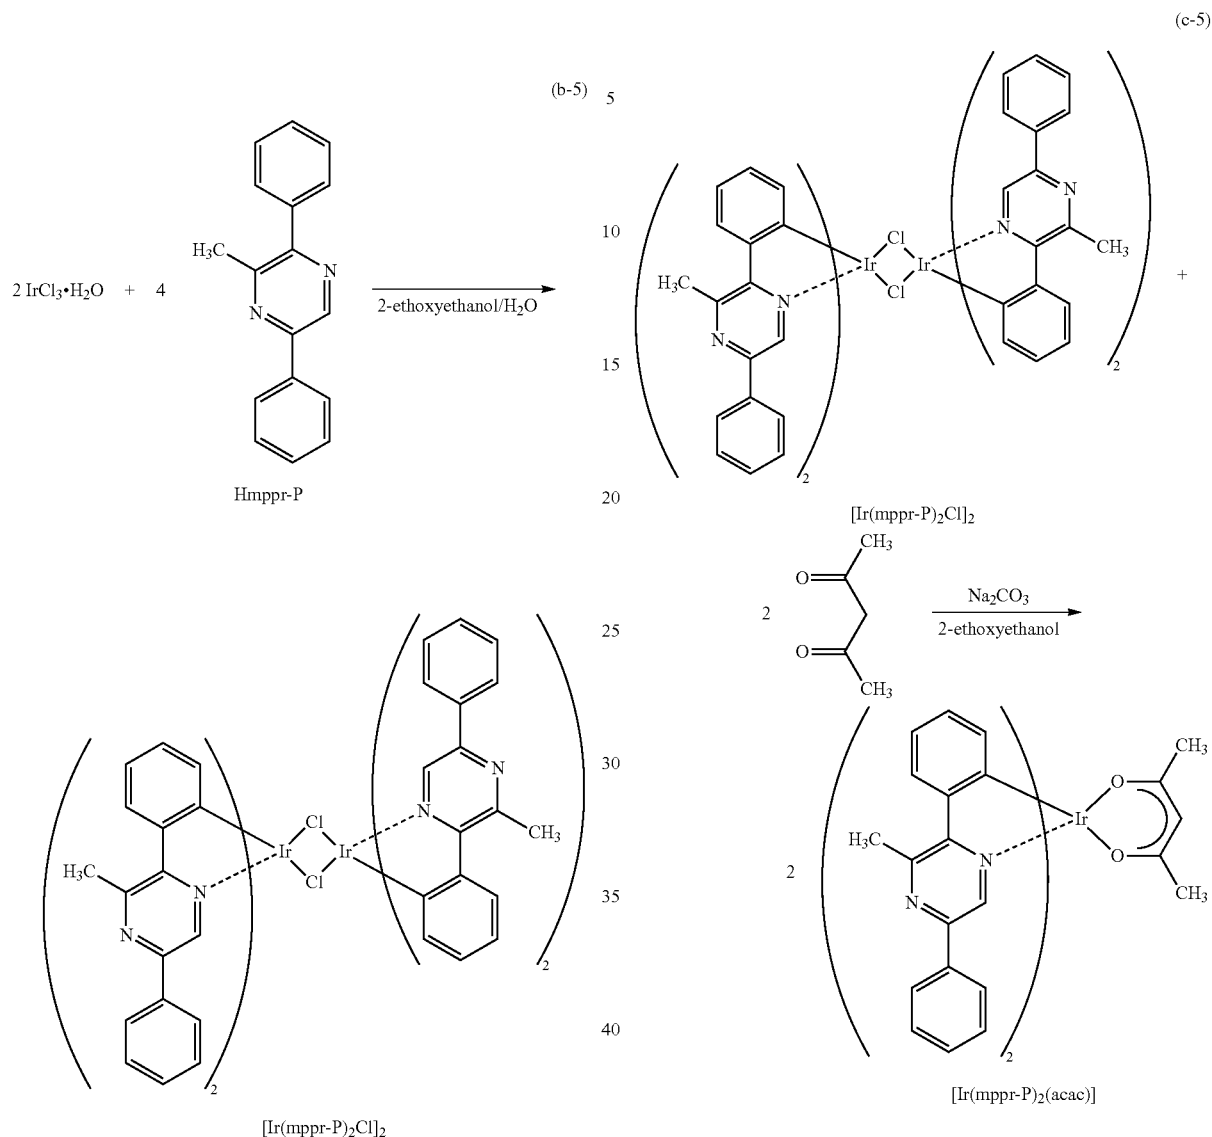 (b-5)
2 IrCl3•H2O + 4
H3C
N
N
2-ethoxyethanol/H2O
Hmppr-P
H3C
N
N
Cl
Ir Ir
Cl
N
N
CH3
2
2
[Ir(mppr-P)2Cl]2
5
10
15
20
25
30
35
40
(c-5)
H3C
N
N
Cl
Ir Ir
Cl
N
N
CH3
2
2
+
[Ir(mppr-P)2Cl]2
2
CH3
O
O
CH3
Na2CO3
2-ethoxyethanol
2
H3C
N
N
2
Ir
O
O
CH3
CH3
[Ir(mppr-P)2(acac)]